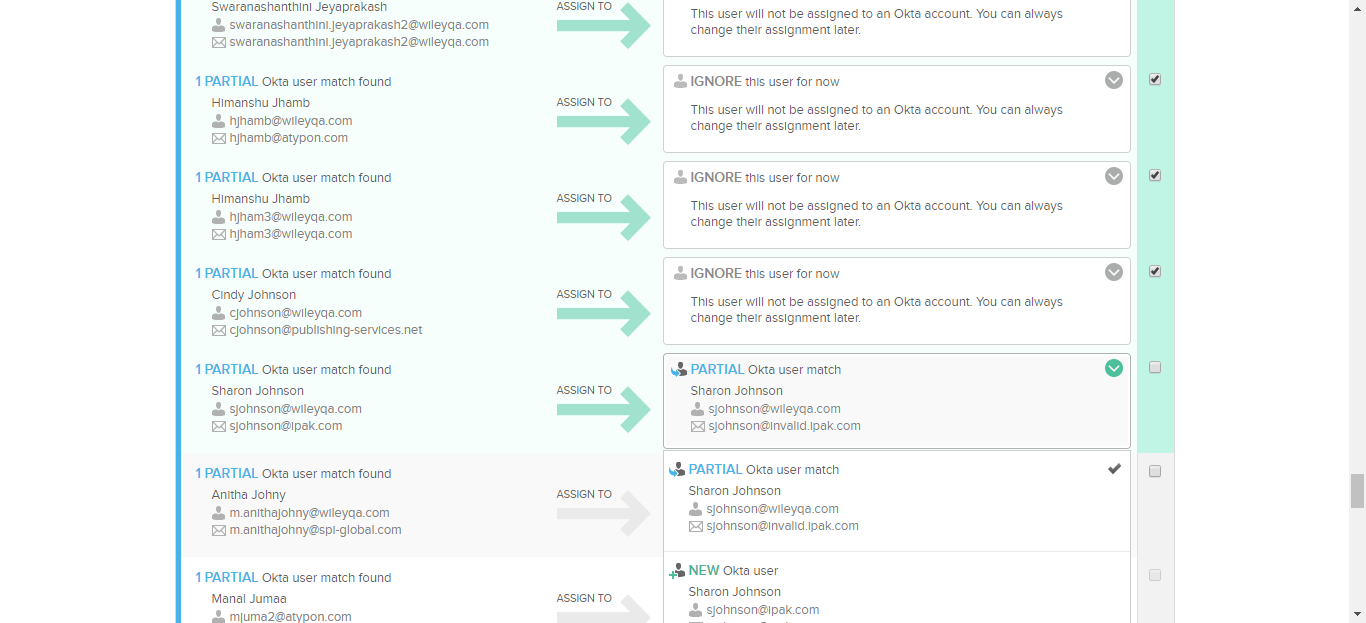 Swaranashanthini Jeyaprakash
swaranashanthini.jeyaprakash2@wileyqa.com
swaranashanthini.jeyaprakash2@wileyqa.com
ASSIGN TO
This user will not be assigned to an Okta account. You can always
change their assignment later.
1 PARTIAL Okta user match found
Himanshu Jhamb
hjhamb@wileyqa.com
hjhamb@atypon.com
ASSIGN TO
IGNORE this user for now
This user will not be assigned to an Okta account. You can always
change their assignment later.
1 PARTIAL Okta user match found
Himanshu Jhamb
hjham3@wileyqa.com
hjham3@wileyqa.com
ASSIGN TO
IGNORE this user for now
This user will not be assigned to an Okta account. You can always
change their assignment later.
1 PARTIAL Okta user match found
Cindy Johnson
cjohnson@wileyqa.com
cjohnson@publishing-services.net
ASSIGN TO
IGNORE this user for now
This user will not be assigned to an Okta account. You can always
change their assignment later.
1 PARTIAL Okta user match found
Sharon Johnson
sjohnson@wileyqa.com
sjohnson@ipak.com
ASSIGN TO
PARTIAL Okta user match
Sharon Johnson
sjohnson@wileyqa.com
sjohnson@invalid.ipak.com
1 PARTIAL Okta user match found
Anitha Johny
m.anithajohny@wileyqa.com
m.anithajohny@spi-global.com
ASSIGN TO
PARTIAL Okta user match
Sharon Johnson
sjohnson@wileyqa.com
sjohnson@invalid.ipak.com
1 PARTIAL Okta user match found
Manal Jumaa
mjuma2@atypon.com
ASSIGN TO
NEW Okta user
Sharon Johnson
sjohnson@ipak.com